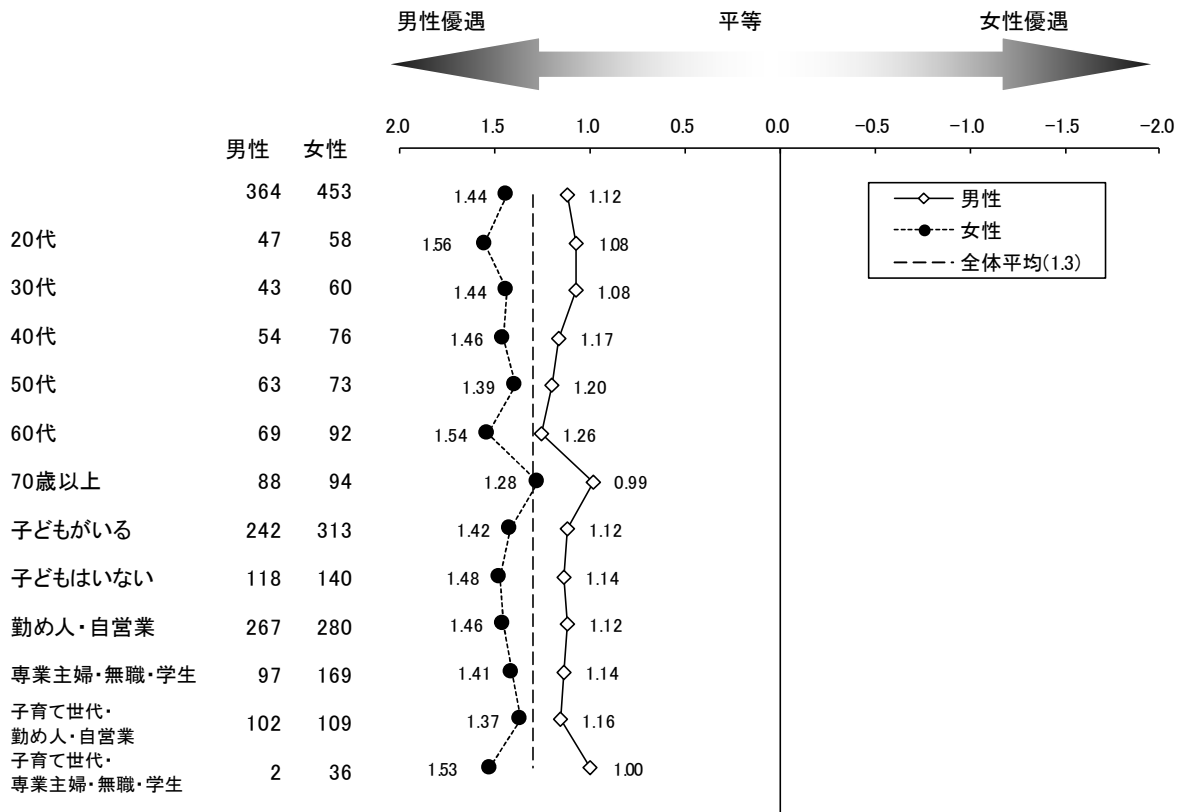 男性優遇 平等 女性優遇
2.0 1.5 1.0 0.5 0.0 -0.5 -1.0 -1.5 -2.0
男性 女性
364 453 1.44 1.12
男性
女性
全体平均(1.3)
20代 47 58 1.56 1.08
30代 43 60 1.44 1.08
40代 54 76 1.46 1.17
50代 63 73 1.39 1.20
60代 69 92 1.54 1.26
70歳以上 88 94 1.28 0.99
子どもがいる 242 313 1.42 1.12
子どもはいない 118 140 1.48 1.14
勤め人・自営業 267 280 1.46 1.12
専業主婦・無職・学生 97 169 1.41 1.14
子育て世代・
勤め人・自営業 102 109 1.37 1.16
子育て世代・
専業主婦・無職・学生 2 36 1.53 1.00